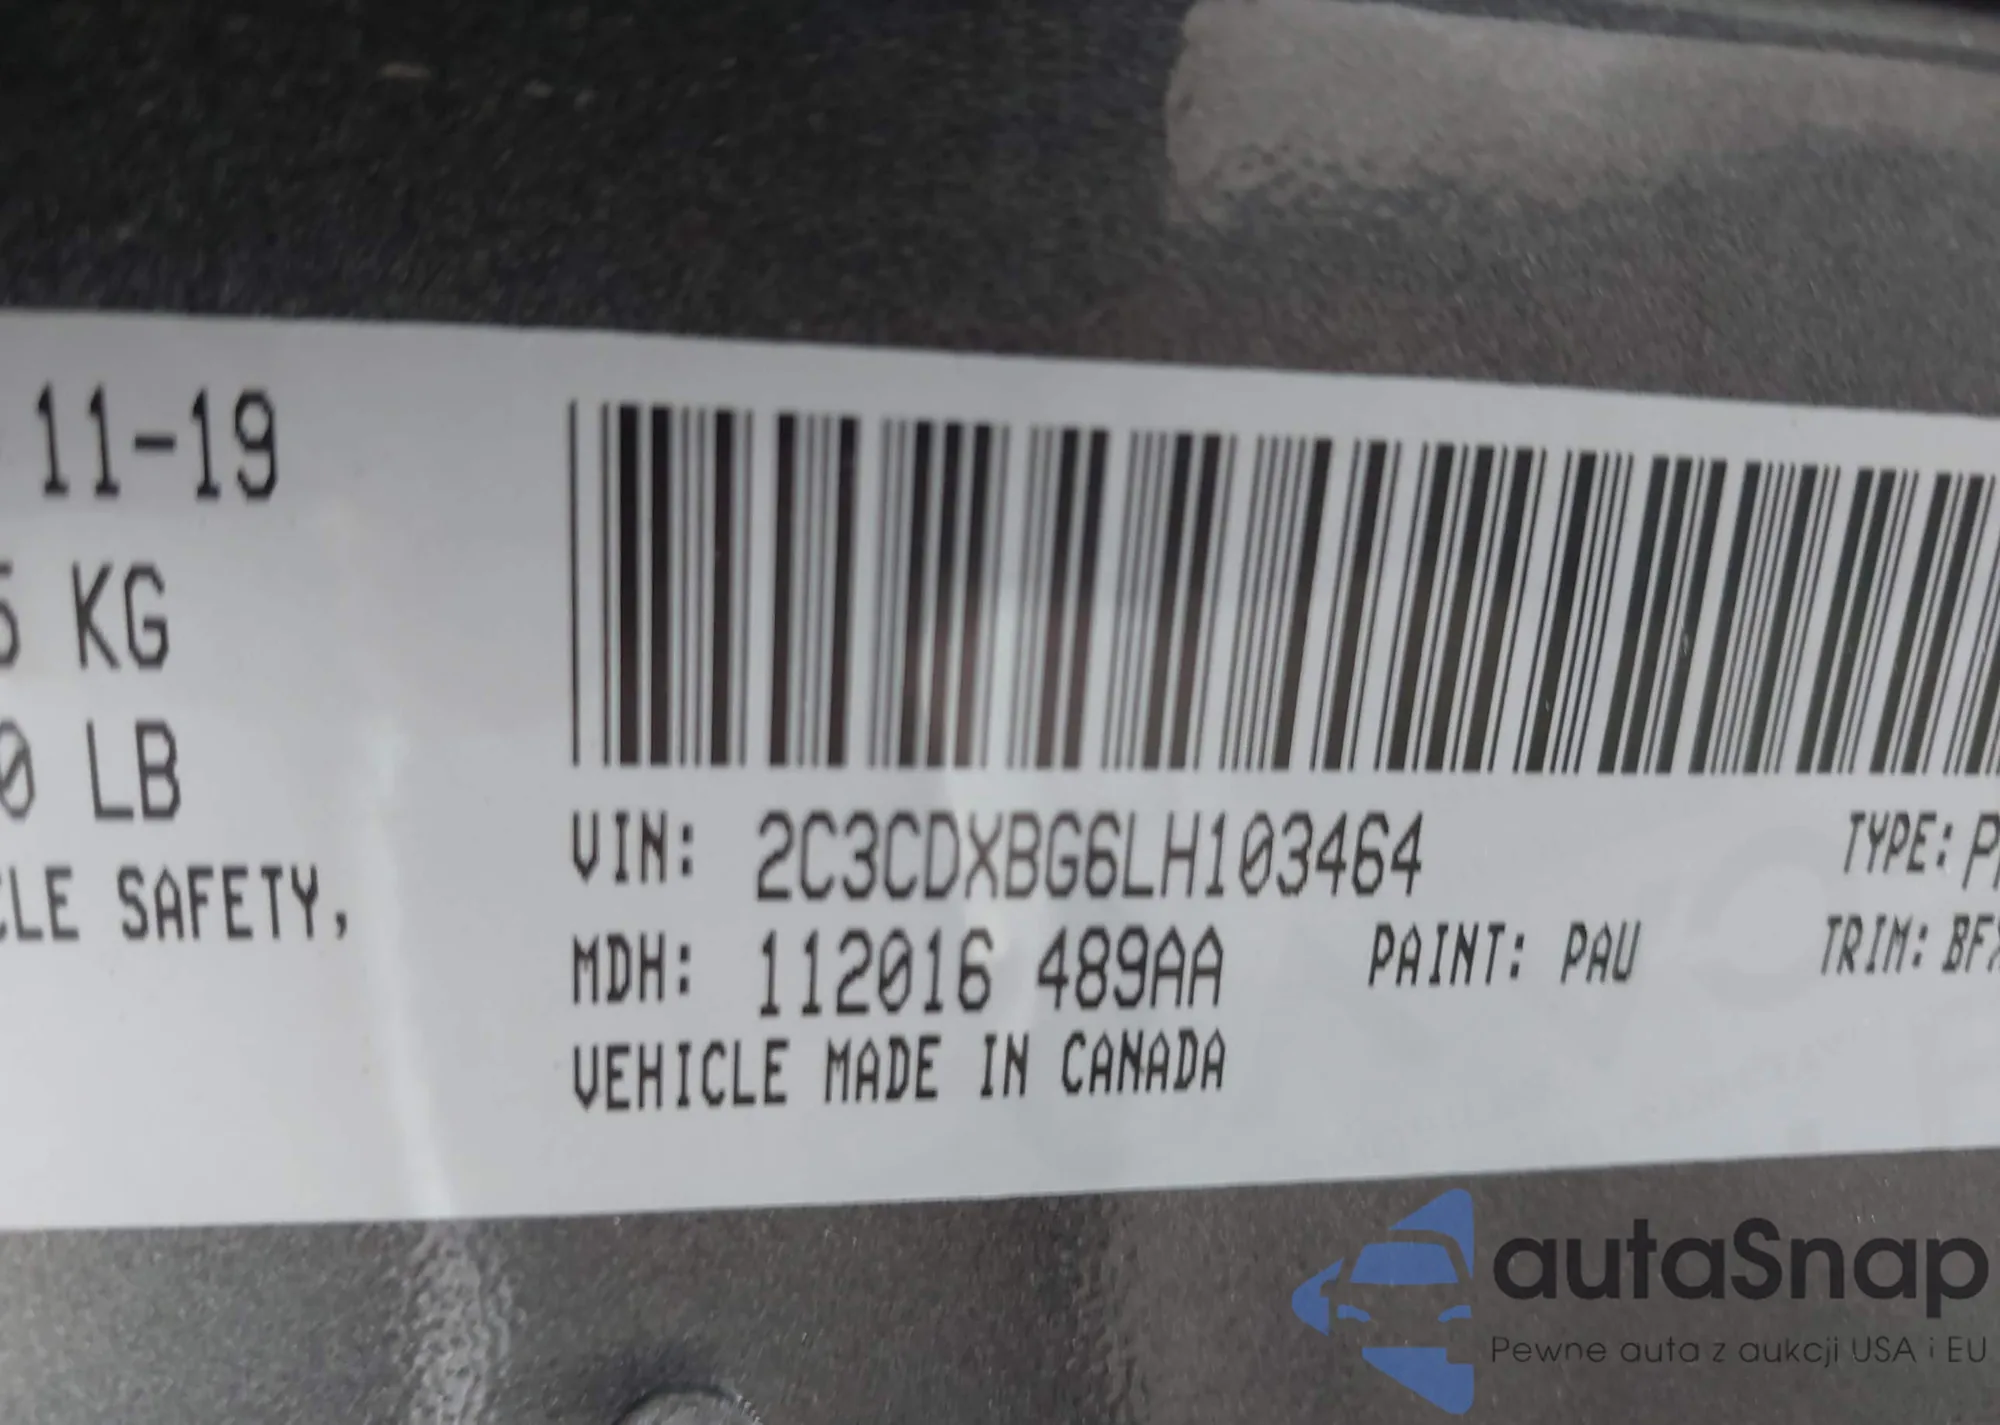 11-19
5 KG
0 LB
CLE SAFETY,
VIN: 2C3CDXBG6LH103464
TYPE:
MDH: 112016 489AA
PAINT: PAU
TRIM: BFX
VEHICLE MADE IN CANADA
autaSnap
Pewne auta z aukcji USA i EU